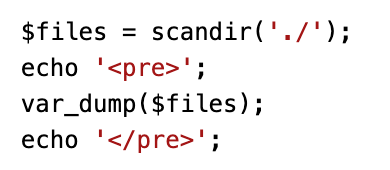 $files = scandir('./');
echo '<pre>';
var_dump($files);
echo '</pre>';